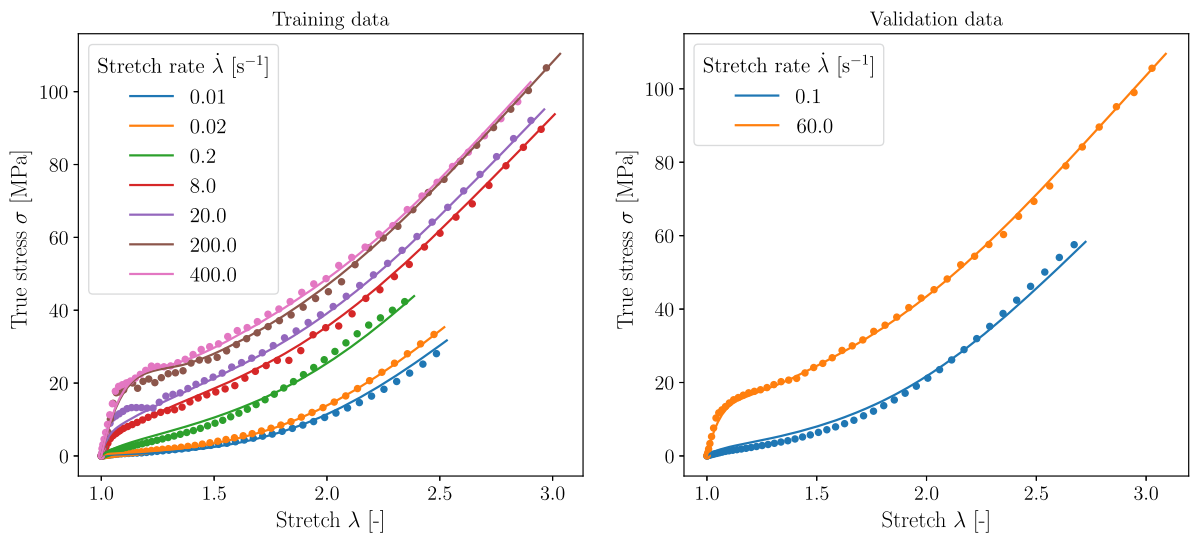 Training data
Stretch rate λ̇ [s⁻¹]
0.01
0.02
0.2
8.0
20.0
200.0
400.0
100
80
60
40
20
0
1.0 1.5 2.0 2.5 3.0
Stretch λ [-]
True stress σ [MPa]
Validation data
Stretch rate λ̇ [s⁻¹]
0.1
60.0
100
80
60
40
20
0
1.0 1.5 2.0 2.5 3.0
Stretch λ [-]
True stress σ [MPa]